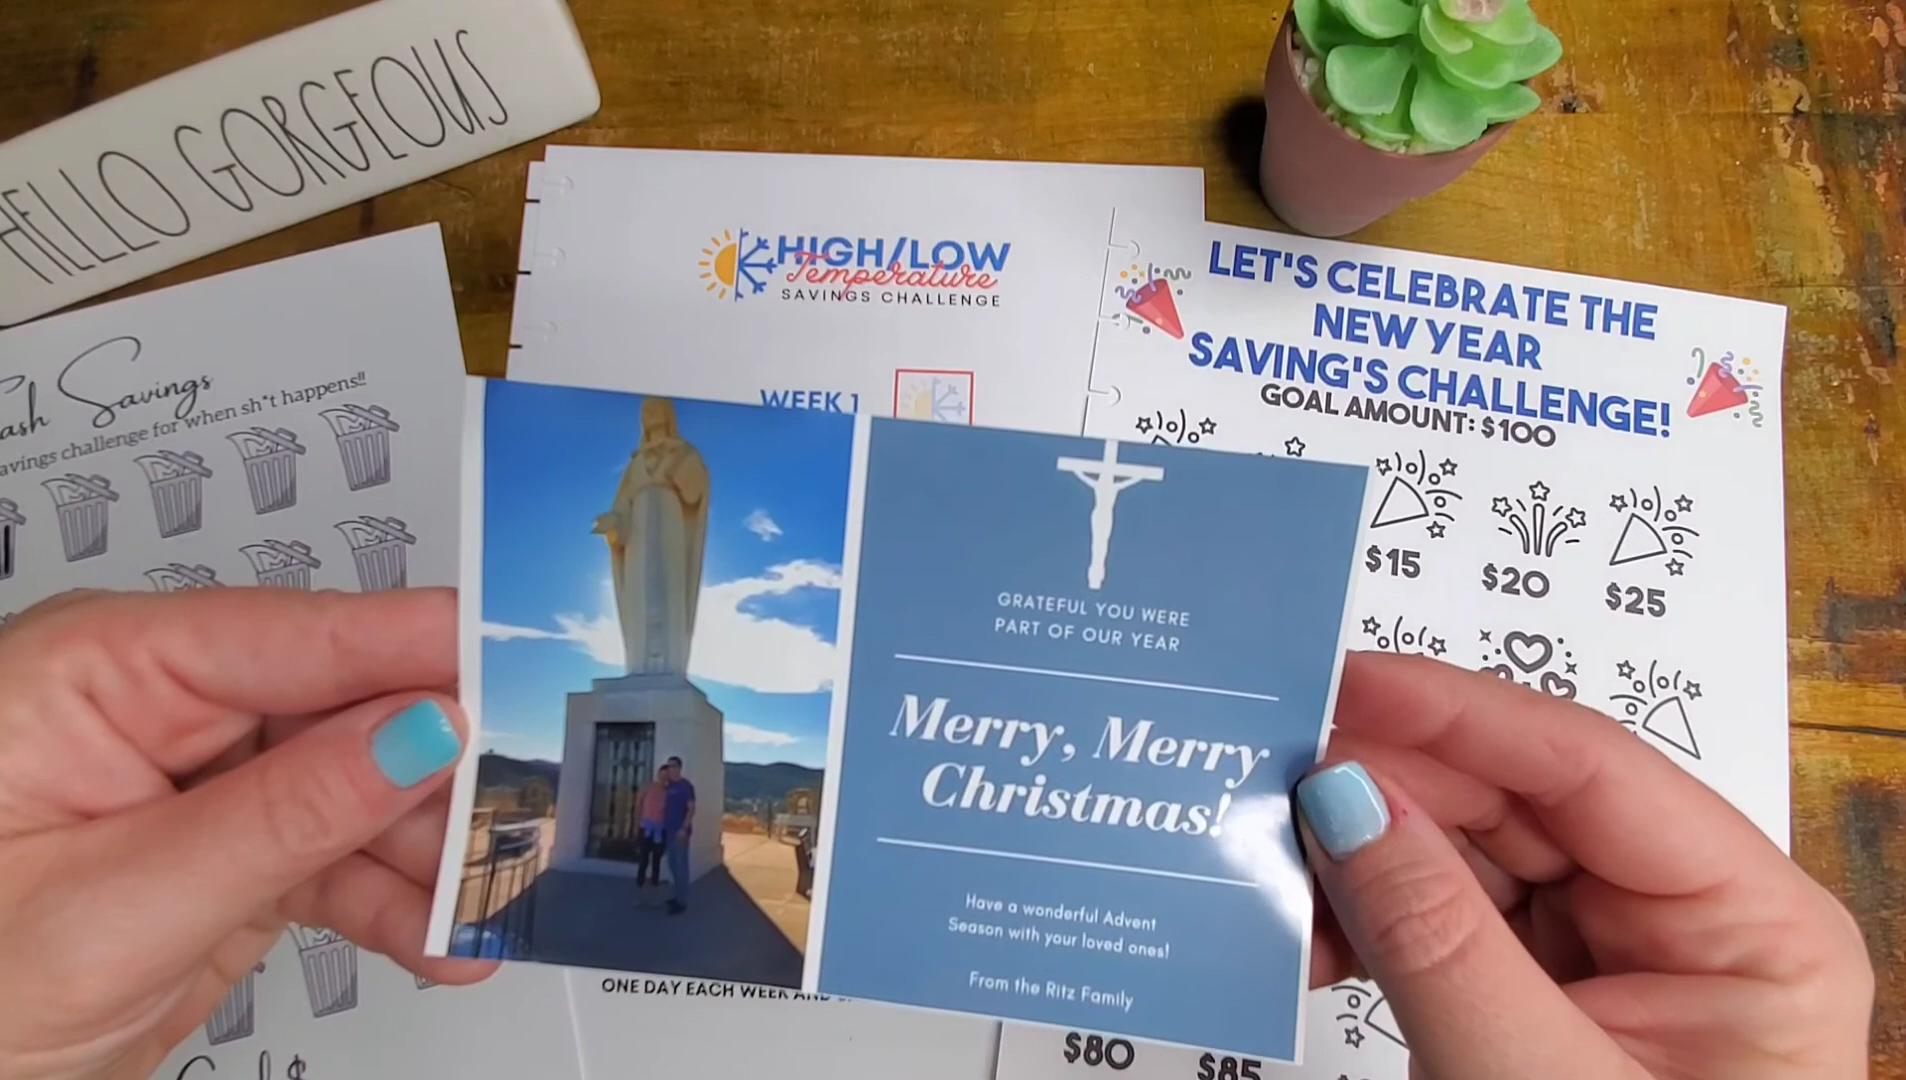 HELLO GORGEOUS
Savings
savings challenge for when sh*t happens!!
HIGH/LOW
Temperature
SAVINGS CHALLENGE
WEEK 1
ONE DAY EACH WEEK AND
LET'S CELEBRATE THE
NEW YEAR
SAVING'S CHALLENGE!
GOAL AMOUNT: $100
$15 $20 $25
GRATEFUL YOU WERE
PART OF OUR YEAR
Merry, Merry
Christmas!
Have a wonderful Advent
Season with your loved ones!
From the Ritz Family
$80 $85